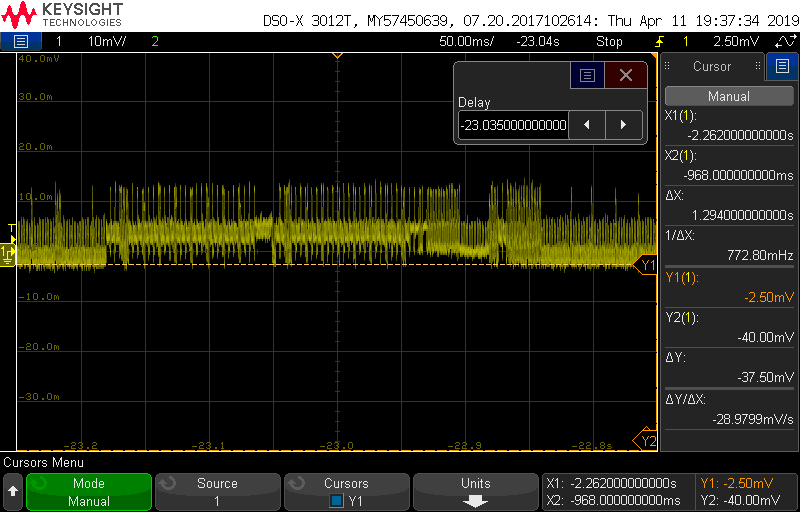 KEYSIGHT
TECHNOLOGIES
DSO-X 3012T, MY57450639, 07.20.2017102614: Thu Apr 11 19:37:34 2019
1 10mV/ 2 50.00ms/ -23.04s Stop 1 2.50mV
40.0mV
30.0m
20.0m
10.0m
-10.0m
-20.0m
-30.0m
-23.2 -23.1 -23.0 -22.9 -22.8s
T
1
Y1
Y2
Delay
-23.035000000000
Cursor
Manual
X1(1):
-2.262000000000s
X2(1):
-968.000000000ms
ΔX:
1.294000000000s
1/ΔX:
772.80mHz
Y1(1):
-2.50mV
Y2(1):
-40.00mV
ΔY:
-37.50mV
ΔY/ΔX:
-28.9799mV/s
Cursors Menu
Mode
Manual
Source
1
Cursors
Y1
Units
X1: -2.262000000000s
X2: -968.000000000ms
Y1: -2.50mV
Y2: -40.00mV